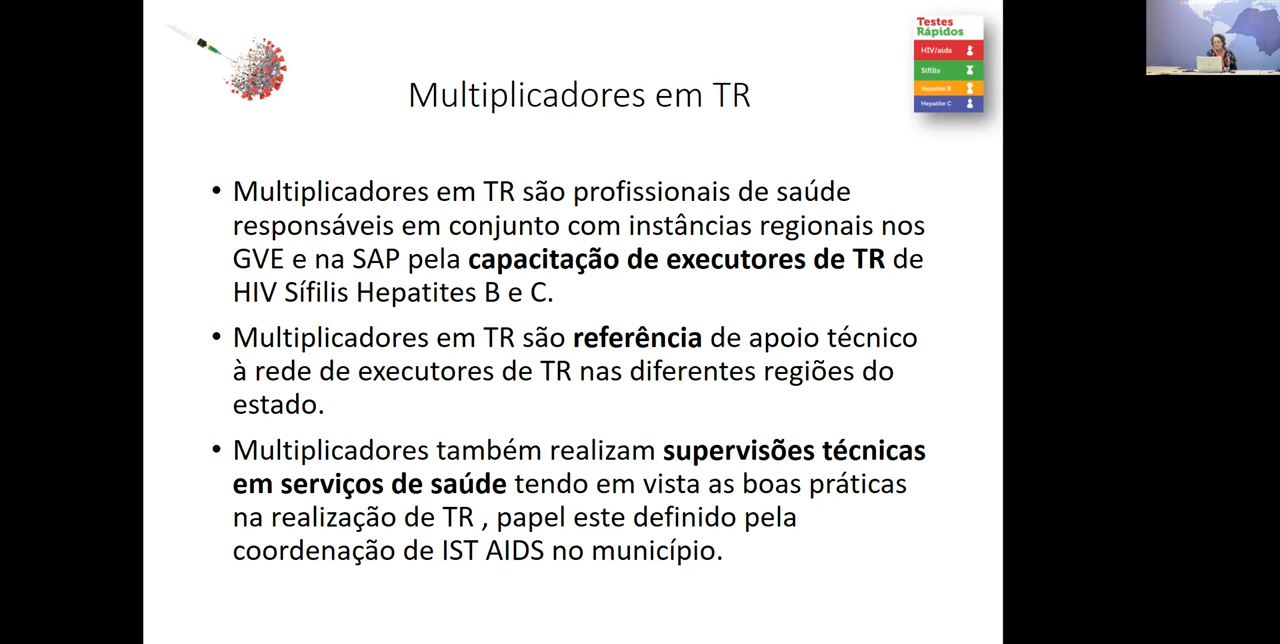 Testes
Rápidos
HIV/aids
Sífilis
Hepatite B
Hepatite C
Multiplicadores em TR
• Multiplicadores em TR são profissionais de saúde
responsáveis em conjunto com instâncias regionais nos
GVE e na SAP pela capacitação de executores de TR de
HIV Sífilis Hepatites B e C.
• Multiplicadores em TR são referência de apoio técnico
à rede de executores de TR nas diferentes regiões do
estado.
• Multiplicadores também realizam supervisões técnicas
em serviços de saúde tendo em vista as boas práticas
na realização de TR , papel este definido pela
coordenação de IST AIDS no município.